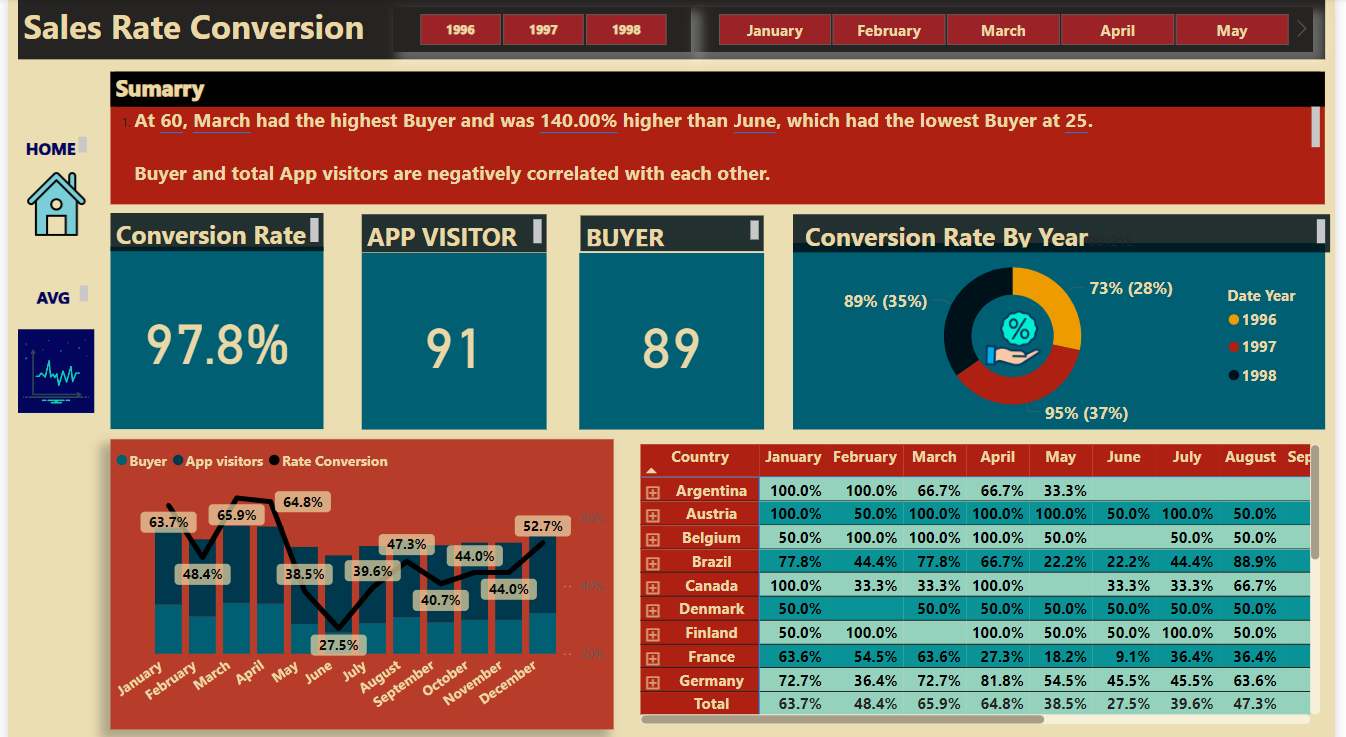 Sales Rate Conversion
1996 1997 1998
January February March April May
Sumarry
1. At 60, March had the highest Buyer and was 140.00% higher than June, which had the lowest Buyer at 25.
Buyer and total App visitors are negatively correlated with each other.
HOME
AVG
Conversion Rate
97.8%
APP VISITOR
91
BUYER
89
Conversion Rate By Year
89% (35%)
73% (28%)
95% (37%)
Date Year
1996
1997
1998
Buyer App visitors Rate Conversion
63.7%
48.4%
65.9%
64.8%
38.5%
27.5%
39.6%
47.3%
40.7%
44.0%
44.0%
52.7%
60%
40%
20%
January
February
March
April
May
June
July
August
September
October
November
December
Country January February March April May June July August Sep
Argentina 100.0% 100.0% 66.7% 66.7% 33.3%
Austria 100.0% 50.0% 100.0% 100.0% 100.0% 50.0% 100.0% 50.0%
Belgium 50.0% 100.0% 100.0% 100.0% 50.0% 50.0% 50.0%
Brazil 77.8% 44.4% 77.8% 66.7% 22.2% 22.2% 44.4% 88.9%
Canada 100.0% 33.3% 33.3% 100.0% 33.3% 33.3% 66.7%
Denmark 50.0% 50.0% 50.0% 50.0% 50.0% 50.0% 50.0%
Finland 50.0% 100.0% 100.0% 50.0% 50.0% 100.0% 50.0%
France 63.6% 54.5% 63.6% 27.3% 18.2% 9.1% 36.4% 36.4%
Germany 72.7% 36.4% 72.7% 81.8% 54.5% 45.5% 45.5% 63.6%
Total 63.7% 48.4% 65.9% 64.8% 38.5% 27.5% 39.6% 47.3%